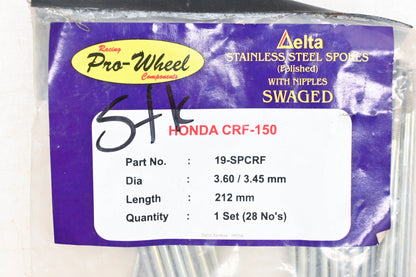 Racing
Pro-Wheel
Components
Delta
STAINLESS STEEL SPOKES
(Polished)
WITH NIPPLES
SWAGED
Stk
HONDA CRF-150
Part No. : 19-SPCRF
Dia : 3.60 / 3.45 mm
Length : 212 mm
Quantity : 1 Set (28 No's)